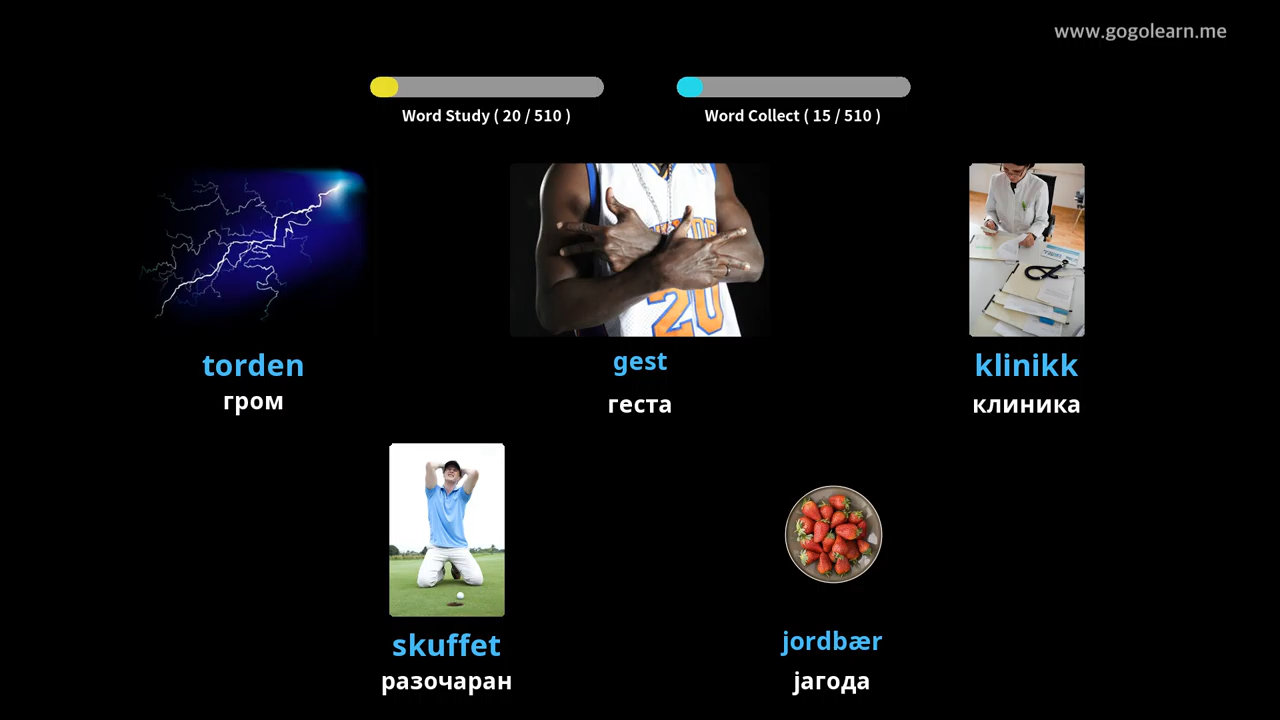 www.gogolearn.me
Word Study ( 20 / 510 )
Word Collect ( 15 / 510 )
20
torden
гром
gest
геста
klinikk
клиника
skuffet
разочаран
jordbær
јагода